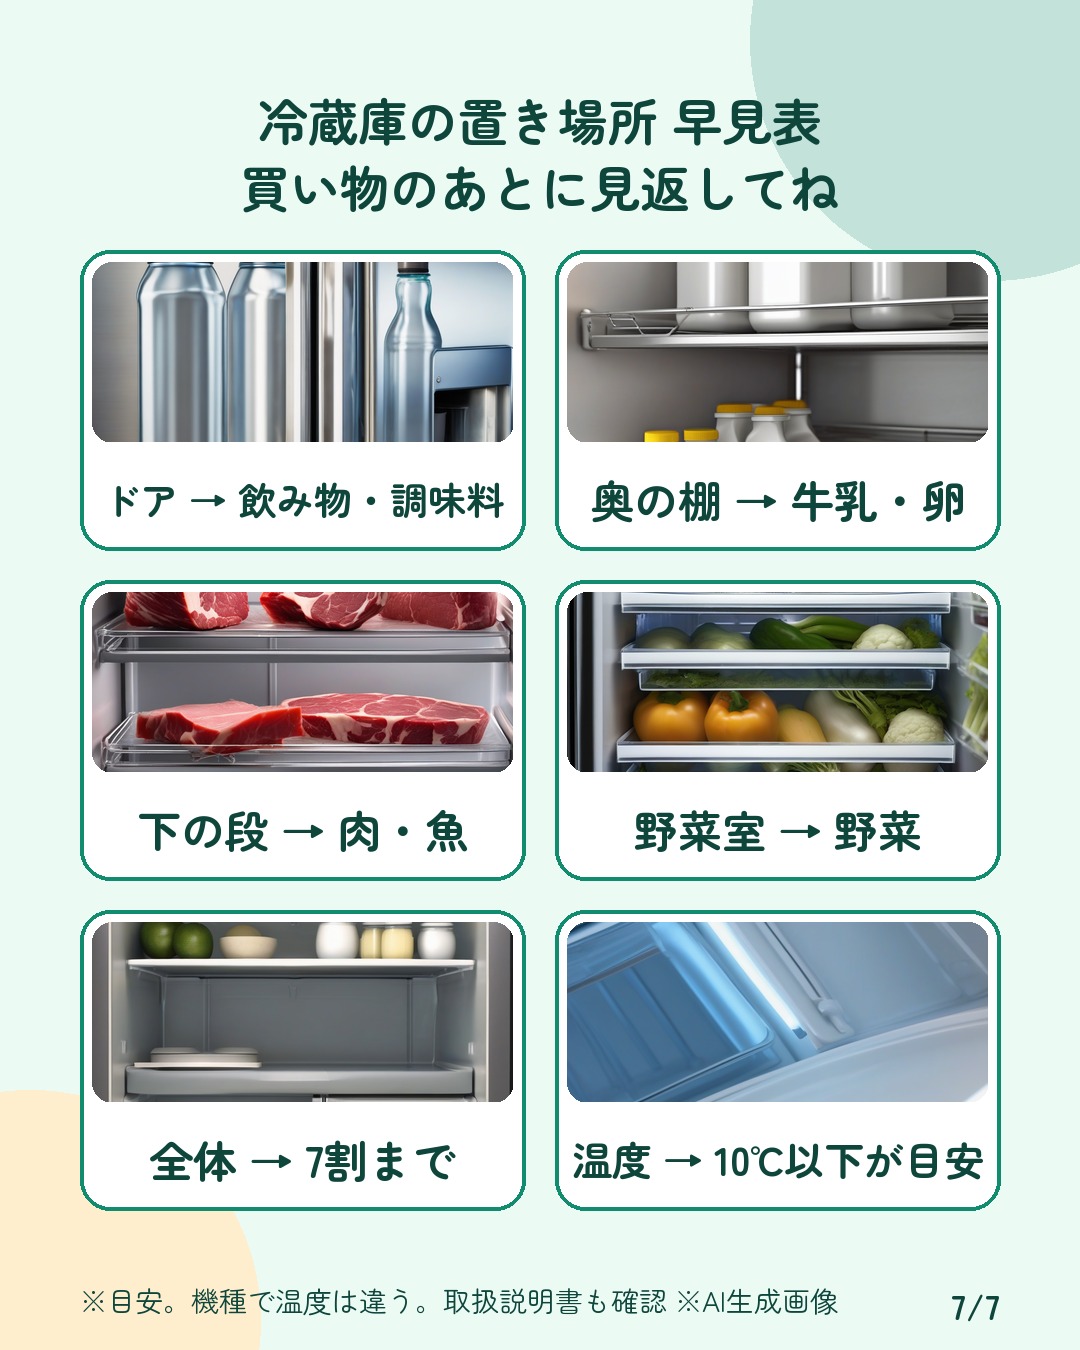 冷蔵庫の置き場所 早見表
買い物のあとに見返してね
ドア → 飲み物・調味料
奥の棚 → 牛乳・卵
下の段 → 肉・魚
野菜室 → 野菜
全体 → 7割まで
温度 → 10℃以下が目安
※目安。機種で温度は違う。取扱説明書も確認 ※AI生成画像
7/7